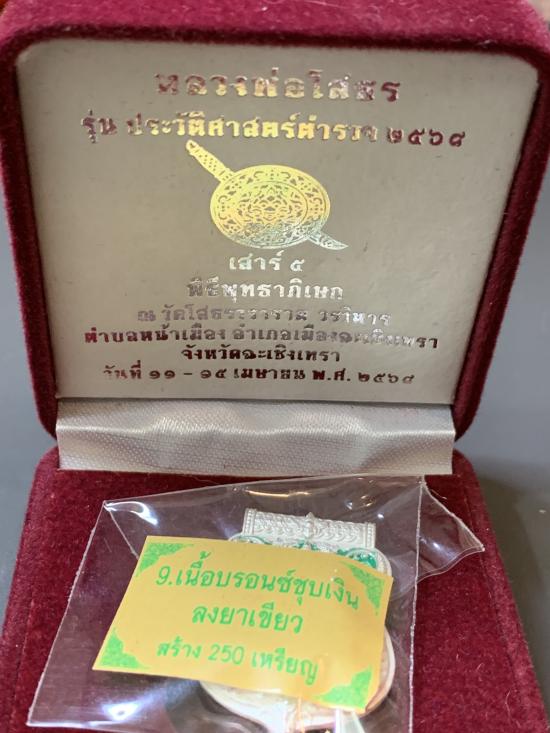 หลวงพ่อโสธร
รุ่น ประวัติศาสตร์ตำรวจ ๒๕๖๘
เสาร์ ๕
พิธีพุทธาภิเษก
ณ วัดโสธรวราราม วรวิหาร
ตำบลหน้าเมือง อำเภอเมืองฉะเชิงเทรา
จังหวัดฉะเชิงเทรา
วันที่ ๑๑ - ๑๕ เมษายน พ.ศ. ๒๕๖๘
9.เนื้อบรอนซ์ชุบเงิน
ลงยาเขียว
สร้าง 250 เหรียญ